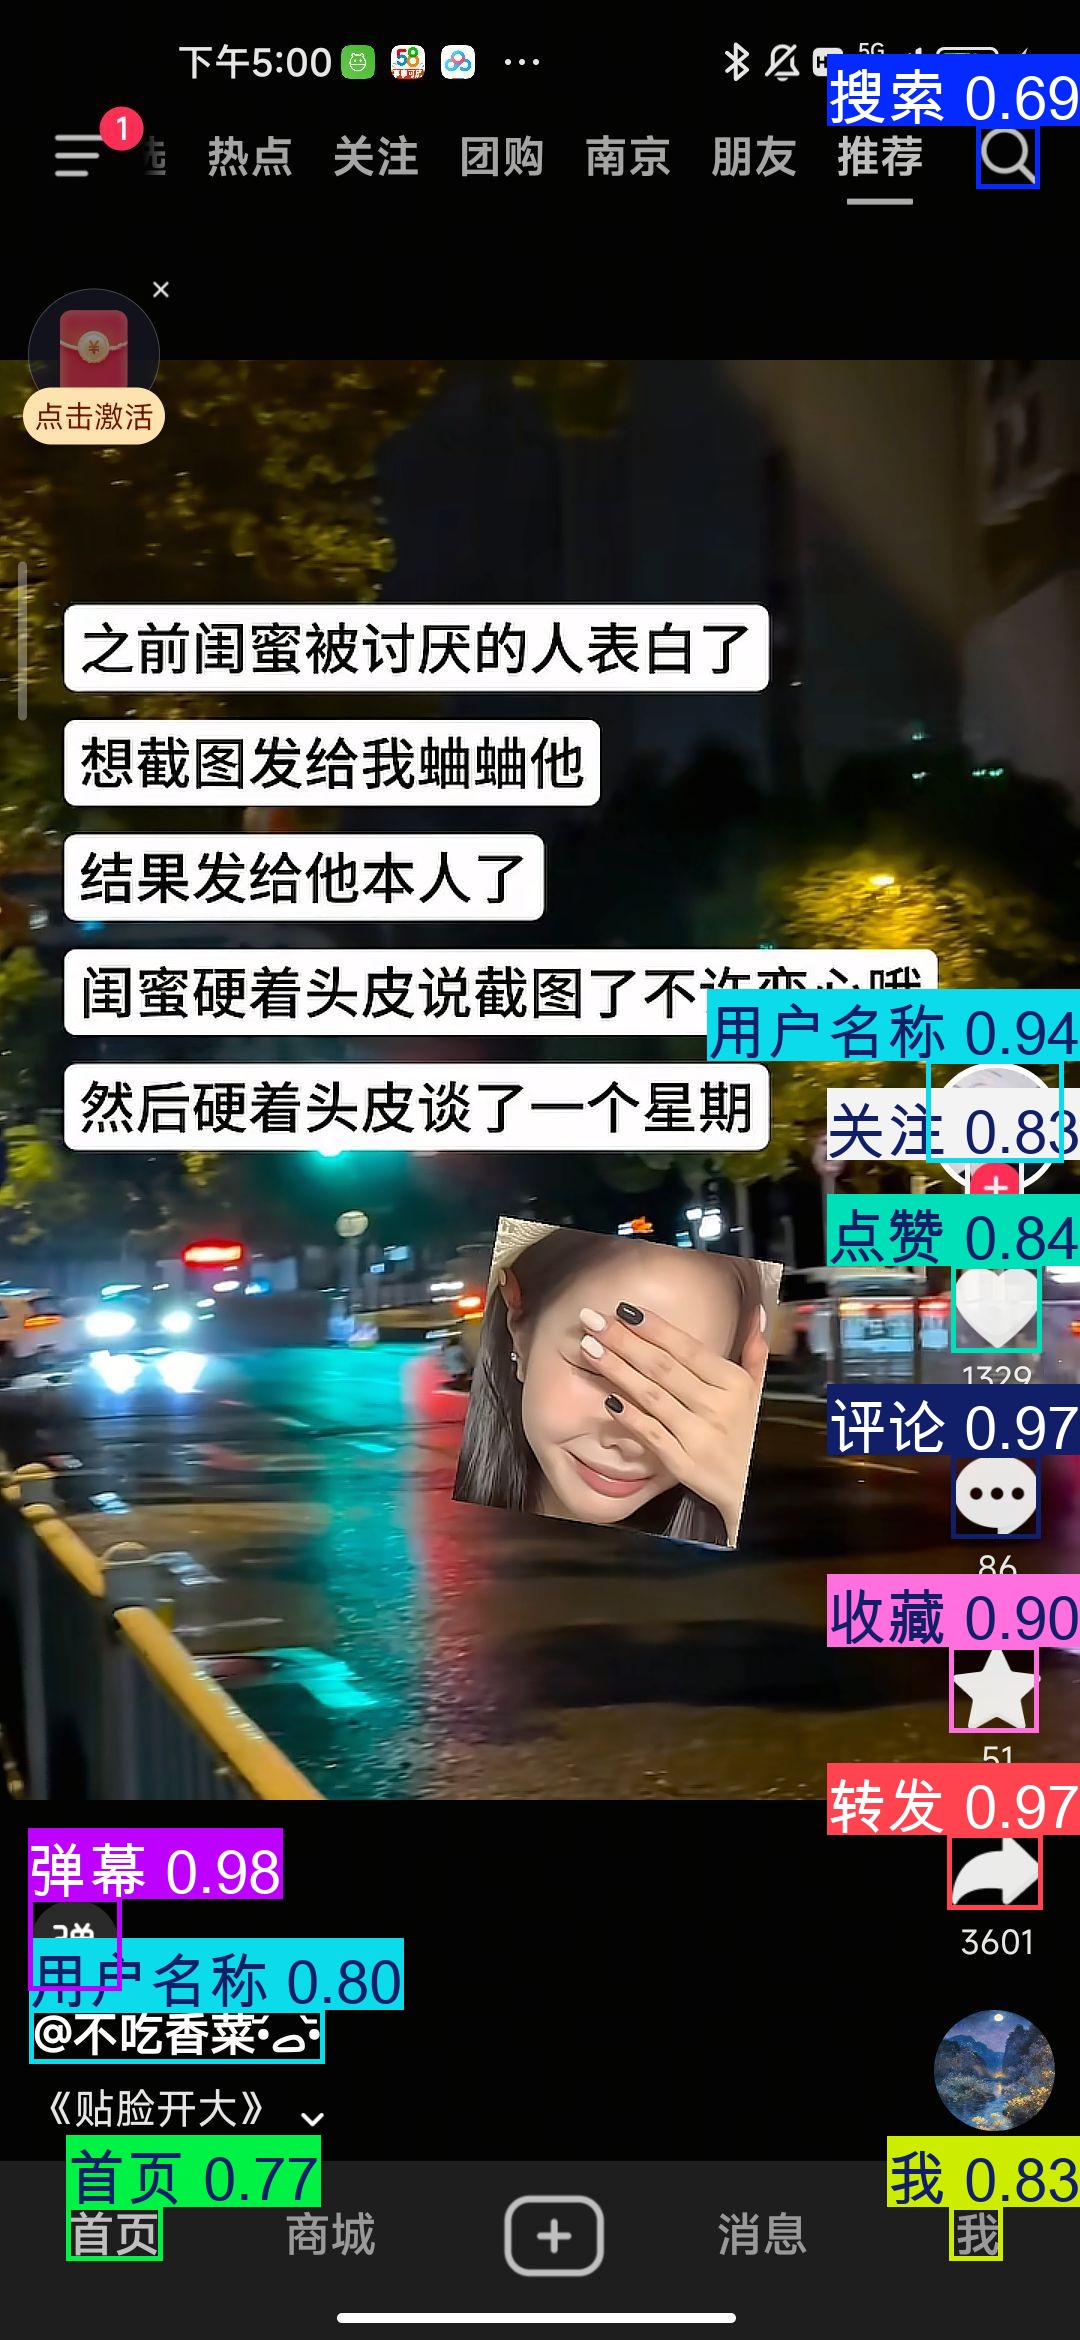 下午5:00
58
...
5G
搜索 0.69
1
选 热点 关注 团购 南京 朋友 推荐
点击激活
之前闺蜜被讨厌的人表白了
想截图发给我蛐蛐他
结果发给他本人了
闺蜜硬着头皮说截图了不许变心哦
用户名称 0.94
然后硬着头皮谈了一个星期
关注 0.83
点赞 0.84
1329
评论 0.97
86
收藏 0.90
51
转发 0.97
3601
弹幕 0.98
弹
用户名称 0.80
@不吃香菜
《贴脸开大》
首页 0.77
我 0.83
首页 商城 消息 我